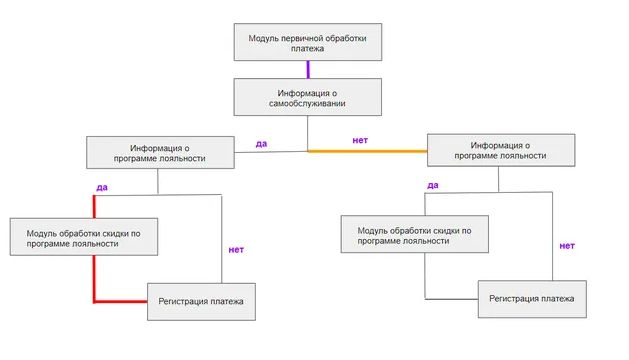 Модуль первичной обработки
платежа
Информация о
самообслуживании
да
нет
Информация о
программе лояльности
Информация о
программе лояльности
да
да
Модуль обработки скидки по
программе лояльности
Модуль обработки скидки по
программе лояльности
нет
нет
Регистрация платежа
Регистрация платежа